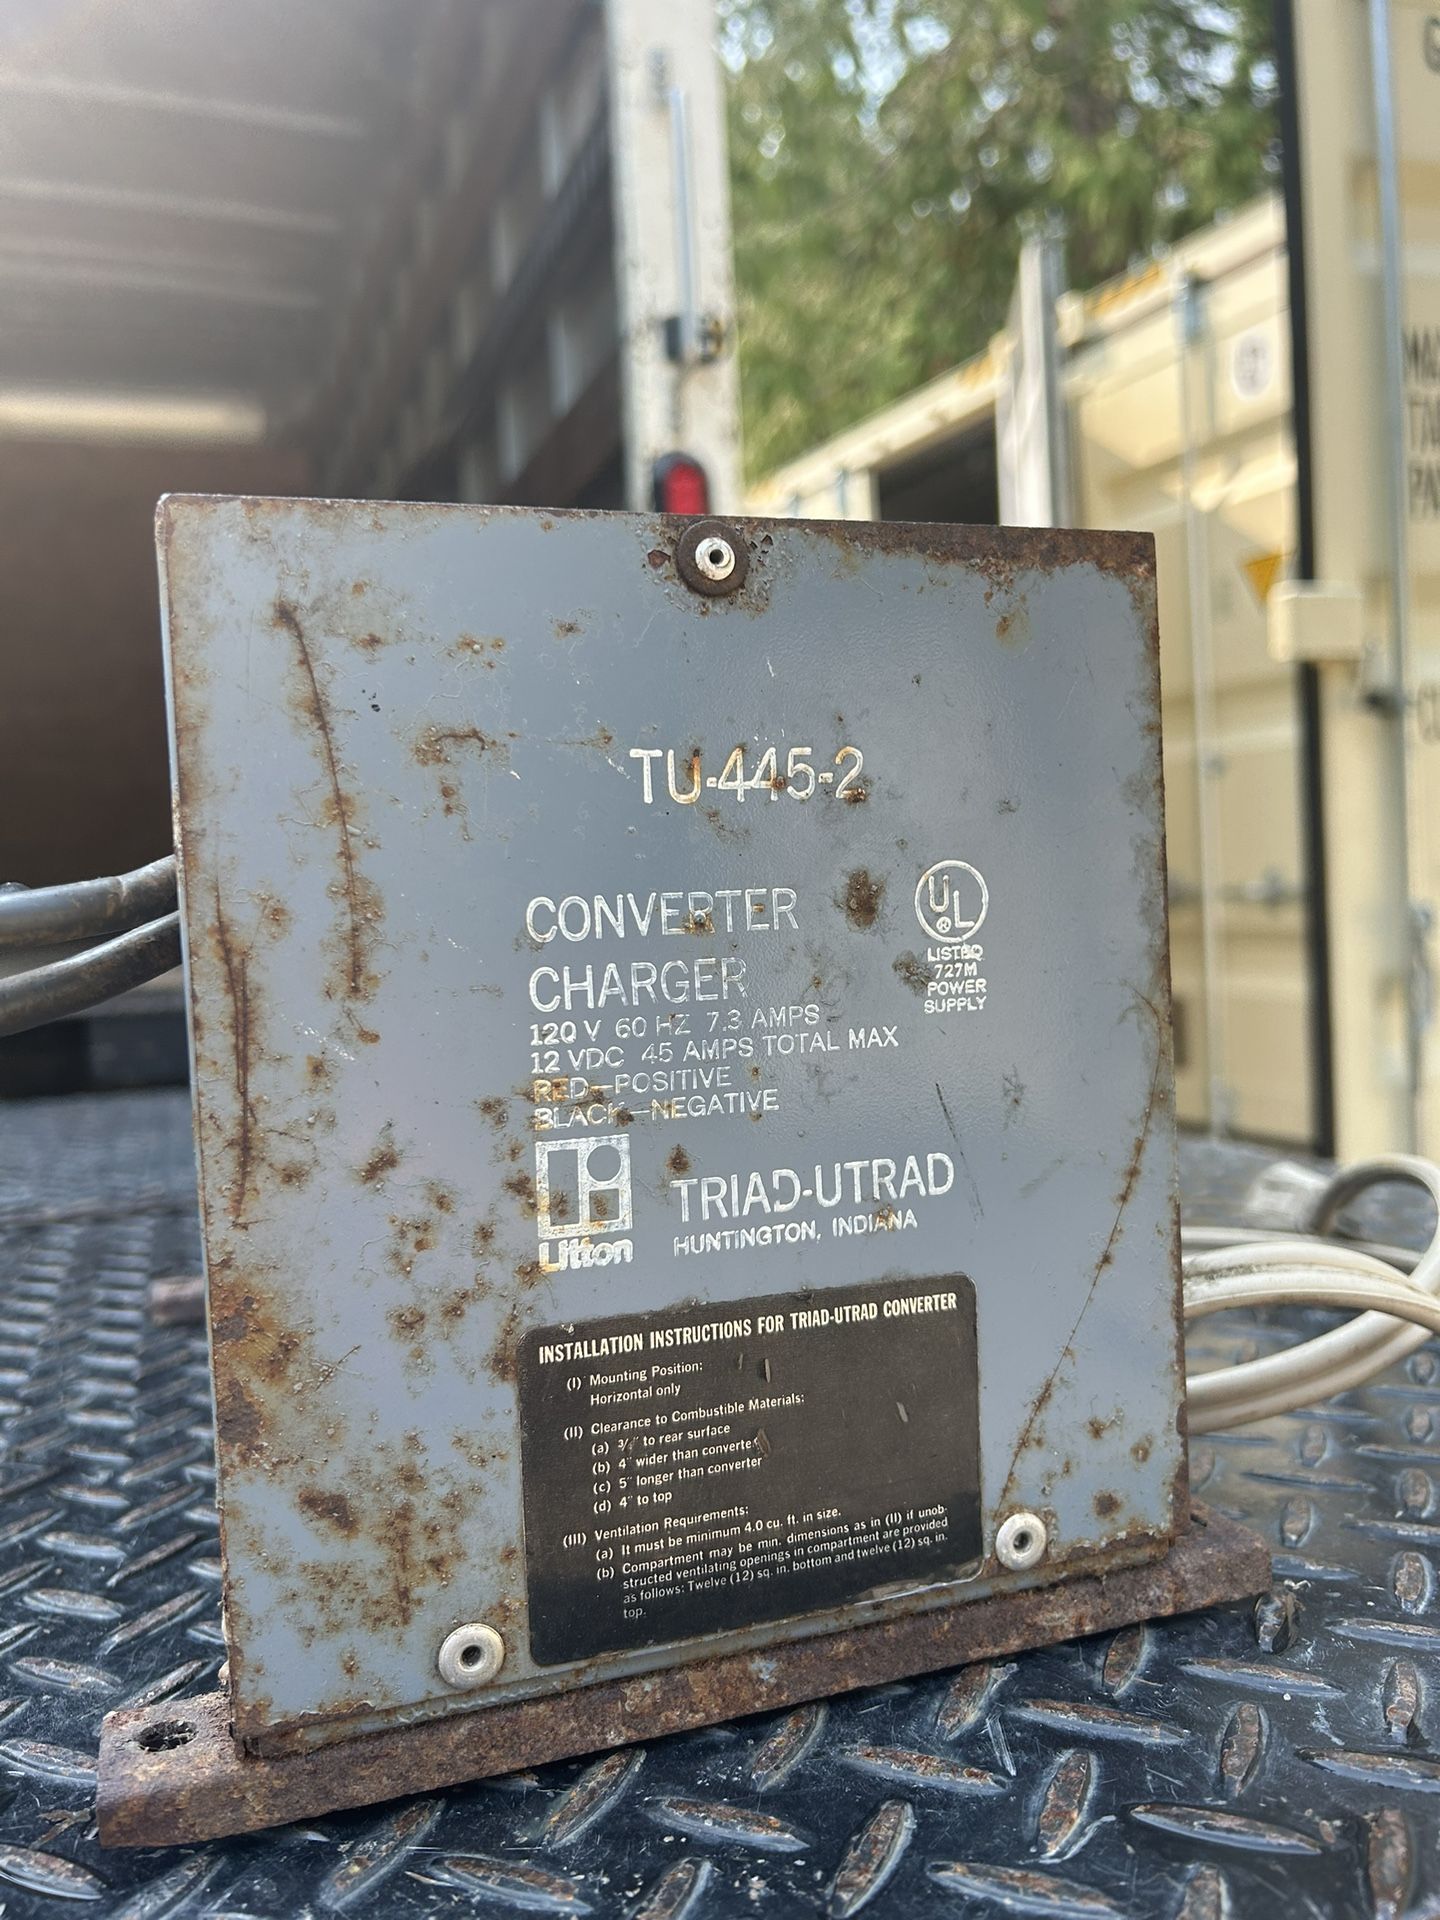 TU-445-2
CONVERTER
CHARGER
120 V 60 HZ 7.3 AMPS
12 VDC 45 AMPS TOTAL MAX
RED-POSITIVE
BLACK-NEGATIVE
UL
LISTED
727M
POWER
SUPPLY
Litton
TRIAD-UTRAD
HUNTINGTON, INDIANA
INSTALLATION INSTRUCTIONS FOR TRIAD-UTRAD CONVERTER
(I) Mounting Position:
Horizontal only
(II) Clearance to Combustible Materials:
(a) to rear surface
(b) 4" wider than converter
(c) 5" longer than converter
(d) 4" to top
(III) Ventilation Requirements:
(a) It must be minimum 4.0 cu. ft. in size.
(b) Compartment may be min. dimensions as in (II) if unob-
structed ventilating openings in compartment are provided
as follows: Twelve (12) sq. in. bottom and twelve (12) sq. in.
top.